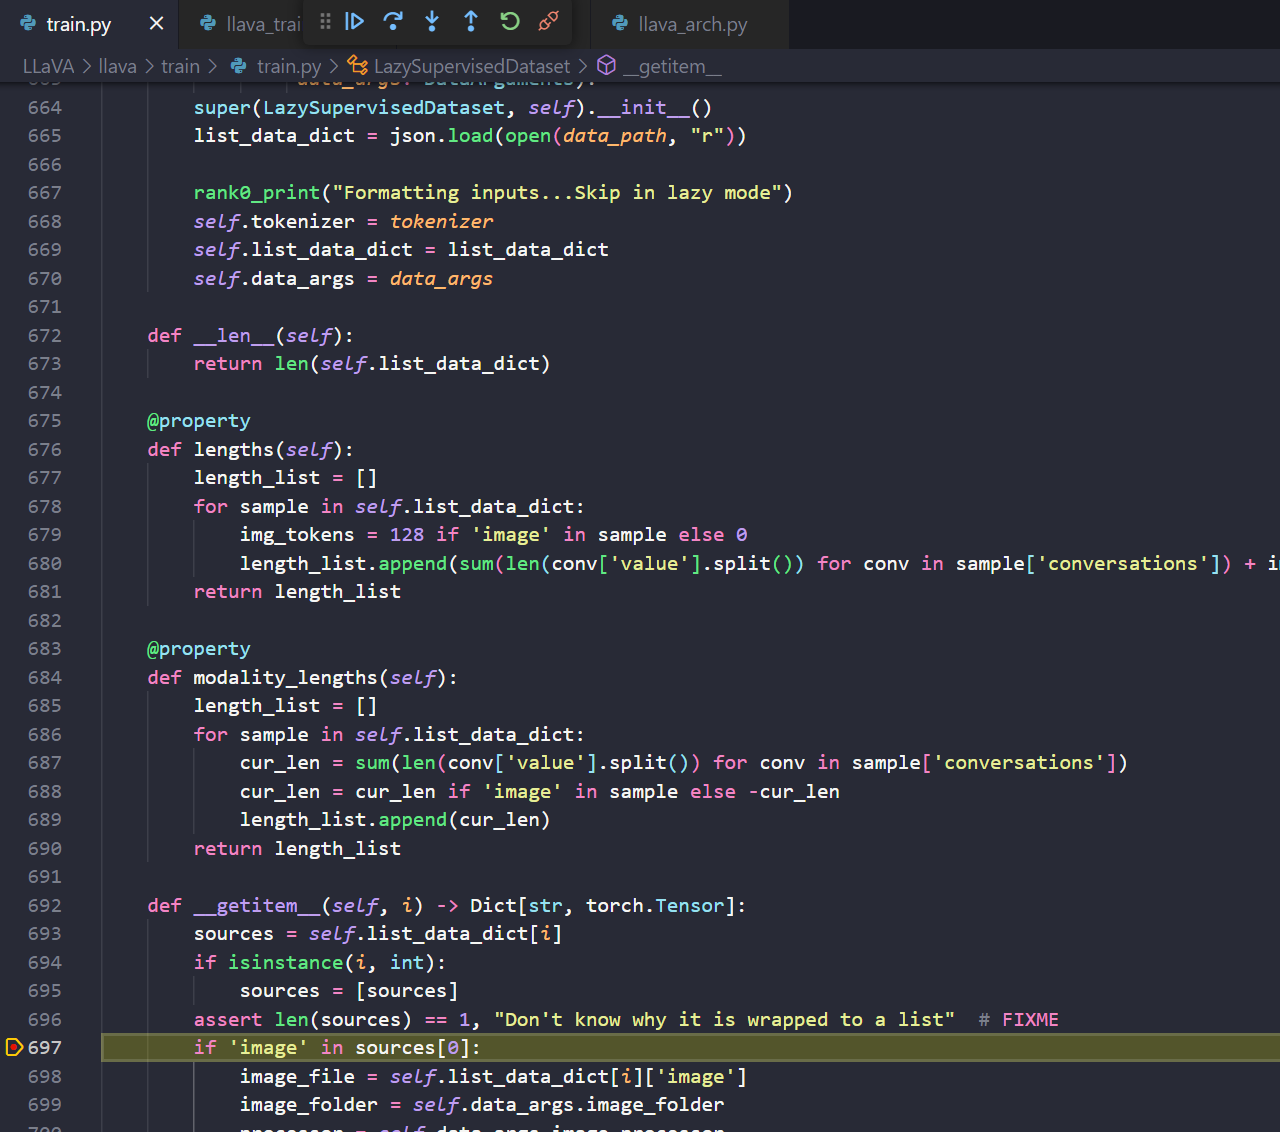 train.py
llava_trai
llava_arch.py
LLaVA > llava > train > train.py > LazySupervisedDataset > __getitem__
664 super(LazySupervisedDataset, self).__init__()
665 list_data_dict = json.load(open(data_path, "r"))
666
667 rank0_print("Formatting inputs...Skip in lazy mode")
668 self.tokenizer = tokenizer
669 self.list_data_dict = list_data_dict
670 self.data_args = data_args
671
672 def __len__(self):
673 return len(self.list_data_dict)
674
675 @property
676 def lengths(self):
677 length_list = []
678 for sample in self.list_data_dict:
679 img_tokens = 128 if 'image' in sample else 0
680 length_list.append(sum(len(conv['value'].split()) for conv in sample['conversations']) + i
681 return length_list
682
683 @property
684 def modality_lengths(self):
685 length_list = []
686 for sample in self.list_data_dict:
687 cur_len = sum(len(conv['value'].split()) for conv in sample['conversations'])
688 cur_len = cur_len if 'image' in sample else -cur_len
689 length_list.append(cur_len)
690 return length_list
691
692 def __getitem__(self, i) -> Dict[str, torch.Tensor]:
693 sources = self.list_data_dict[i]
694 if isinstance(i, int):
695 sources = [sources]
696 assert len(sources) == 1, "Don't know why it is wrapped to a list"  # FIXME
697 if 'image' in sources[0]:
698 image_file = self.list_data_dict[i]['image']
699 image_folder = self.data_args.image_folder